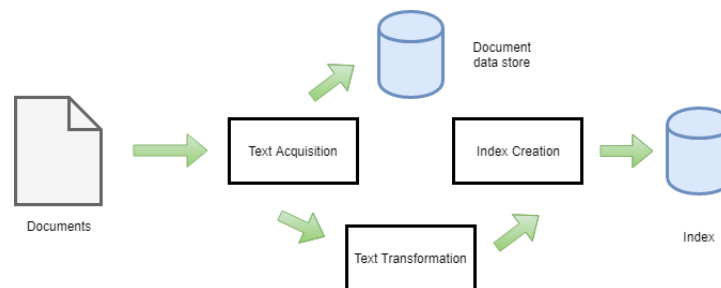 Document
data store
Text Acquisition
Index Creation
Documents
Index
Text Transformation